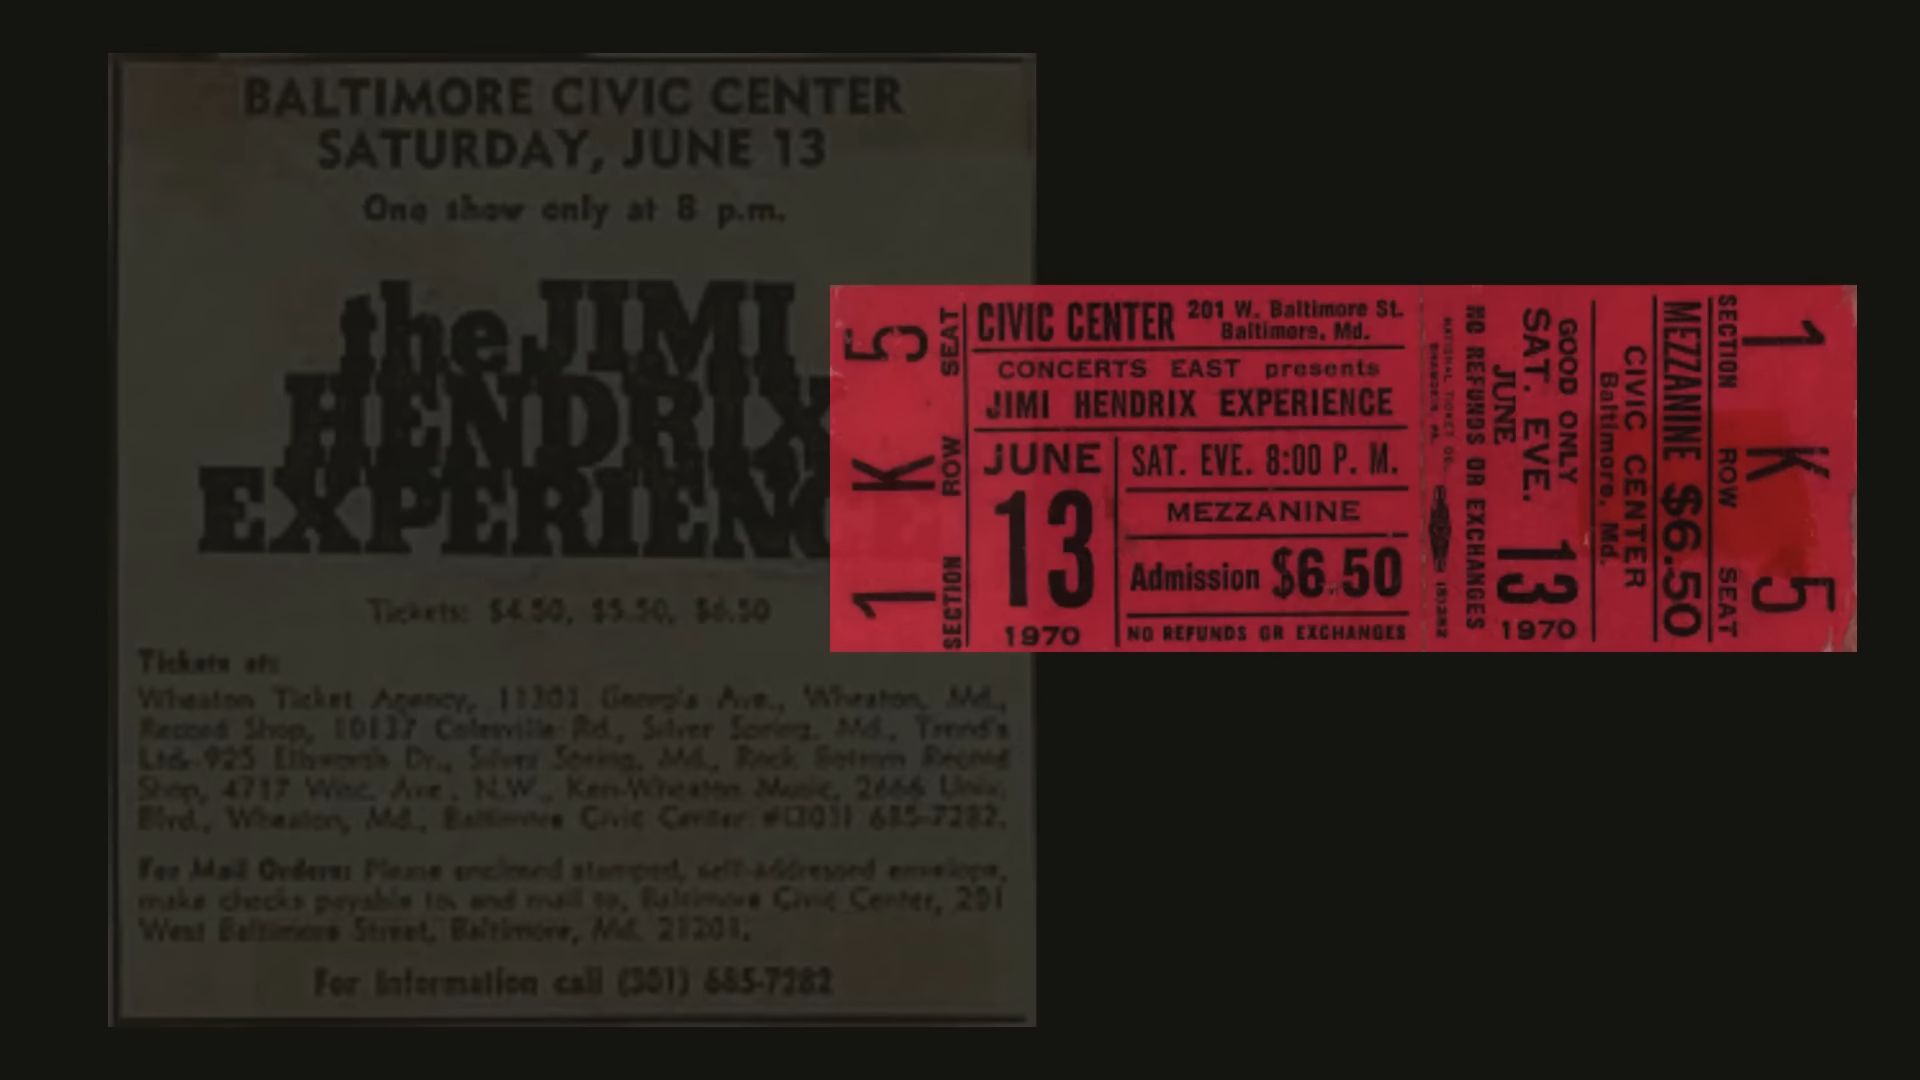 BALTIMORE CIVIC CENTER
SATURDAY, JUNE 13
One show only at 8 p.m.
the JIMI
HENDRIX
EXPERIENCE
Tickets: $4.50, $5.50, $6.50
Tickets at:
Wheaton Ticket Agency, 11301 Georgia Ave., Wheaton, Md.,
Record Shop, 10137 Colesville Rd., Silver Spring, Md., Trend's
Ltd. 925 Ellsworth Dr., Silver Spring, Md., Rock Bottom Record
Shop, 4717 Wisc. Ave., N.W., Ken-Wheaton Music, 2666 Univ.
Blvd., Wheaton, Md., Baltimore Civic Center #(301) 685-7282.
For Mail Orders: Please enclosed stamped, self-addressed envelope,
make checks payable to: and mail to, Baltimore Civic Center, 201
West Baltimore Street, Baltimore, Md. 21201.
For Information call (301) 685-7282
1 K 5
SECTION ROW SEAT
CIVIC CENTER 201 W. Baltimore St.
Baltimore, Md.
CONCERTS EAST presents
JIMI HENDRIX EXPERIENCE
JUNE
13
1970
SAT. EVE. 8:00 P. M.
MEZZANINE
Admission $6.50
NO REFUNDS OR EXCHANGES
NATIONAL TICKET CO.
NO REFUNDS OR EXCHANGES
GOOD ONLY
SAT. EVE.
JUNE
13
1970
CIVIC CENTER
Baltimore, Md.
MEZZANINE $6.50
SECTION ROW SEAT
1 K 5